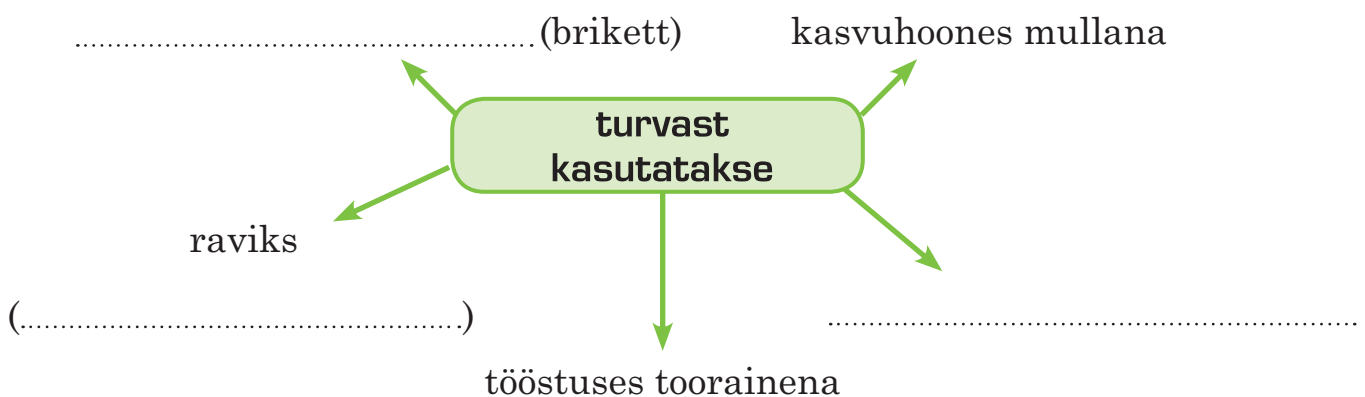 .................................................... (brikett)
kasvuhoones mullana
turvast
kasutatakse
raviks
(..................................................)
............................................................
tööstuses toorainena